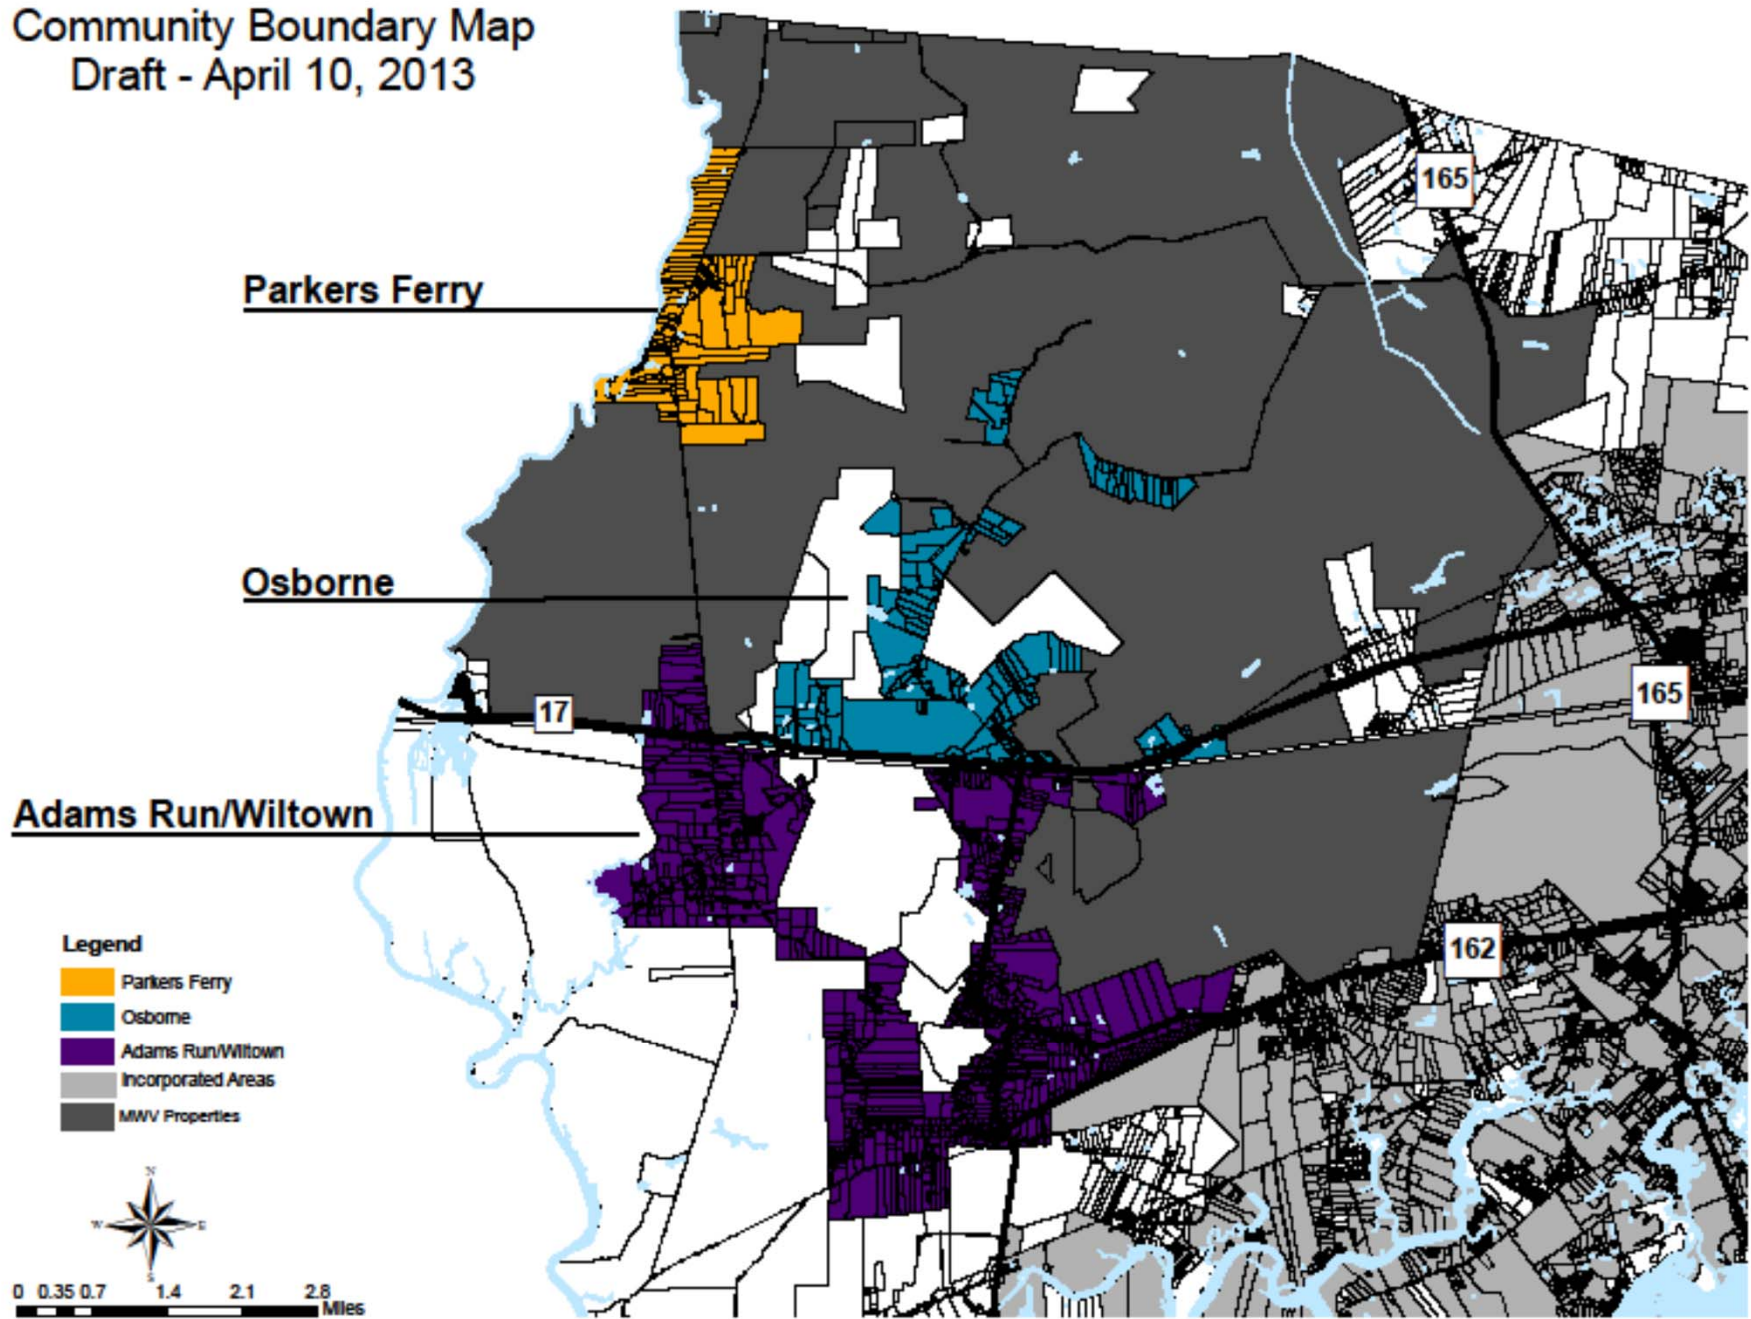 Community Boundary Map
Draft - April 10, 2013
165
Parkers Ferry
Osborne
165
17
Adams Run/Wiltown
162
Legend
Parkers Ferry
Osborne
Adams Run/Wiltown
Incorporated Areas
MWV Properties
N
W E
S
0 0.35 0.7 1.4 2.1 2.8
Miles